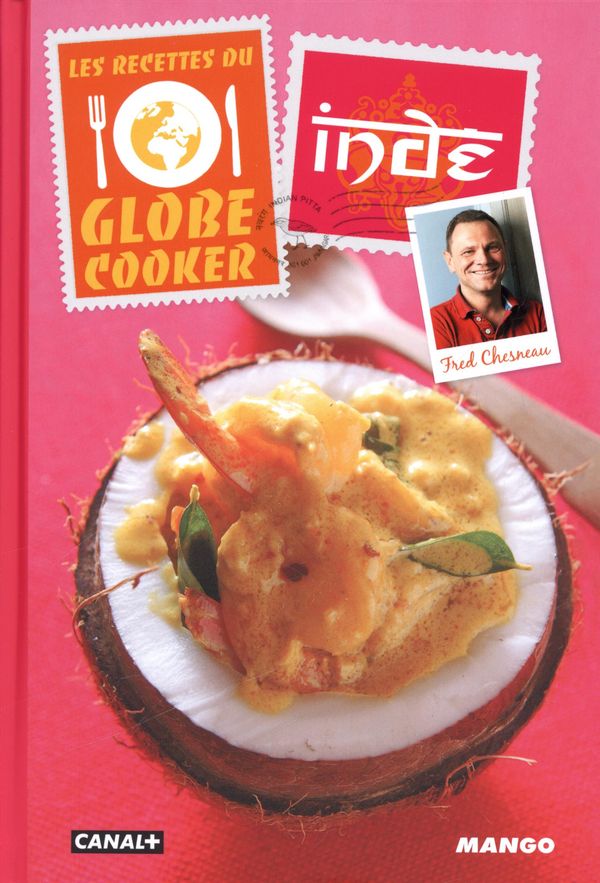 LES RECETTES DU
GLOBE
COOKER
inde
INDIAN PITTA
Fred Chesneau
CANAL+
MANGO